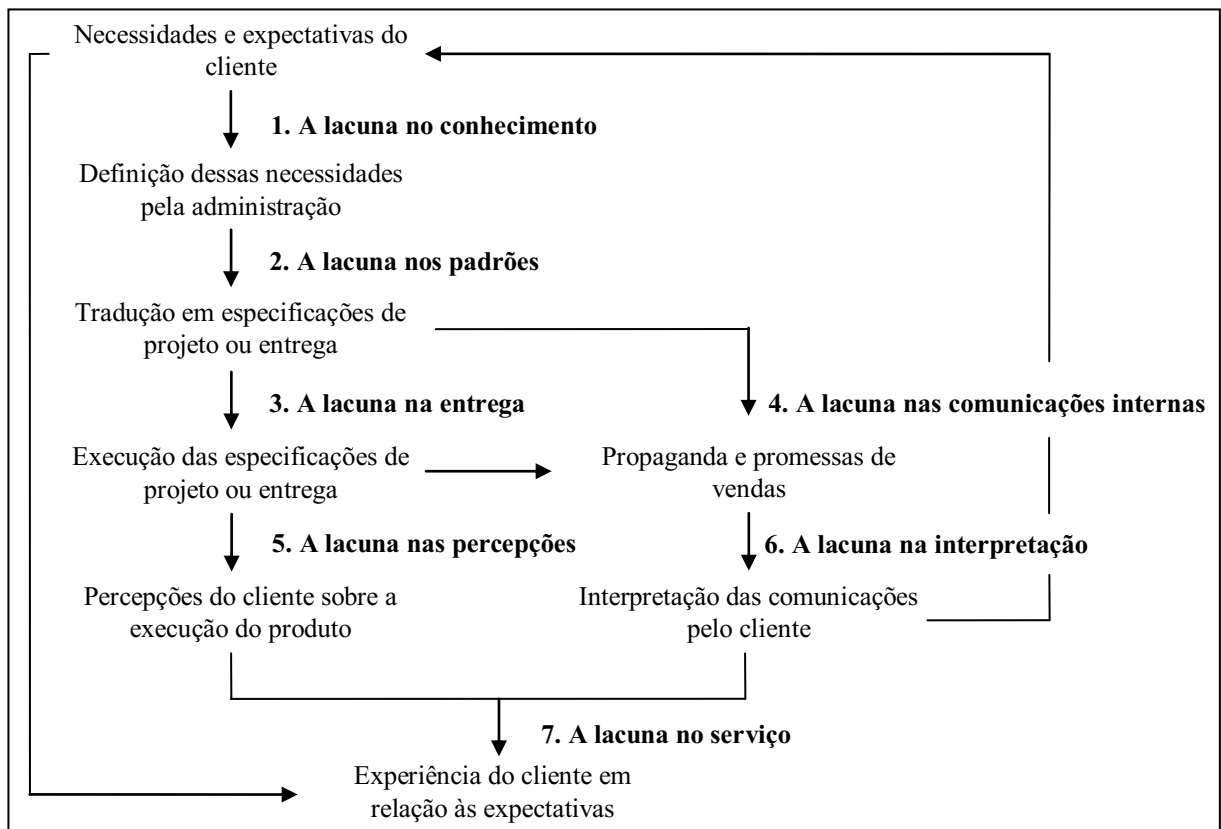 Necessidades e expectativas do
cliente
1. A lacuna no conhecimento
Definição dessas necessidades
pela administração
2. A lacuna nos padrões
Tradução em especificações de
projeto ou entrega
3. A lacuna na entrega
4. A lacuna nas comunicações internas
Execução das especificações de
projeto ou entrega
Propaganda e promessas de
vendas
5. A lacuna nas percepções
6. A lacuna na interpretação
Percepções do cliente sobre a
execução do produto
Interpretação das comunicações
pelo cliente
7. A lacuna no serviço
Experiência do cliente em
relação às expectativas